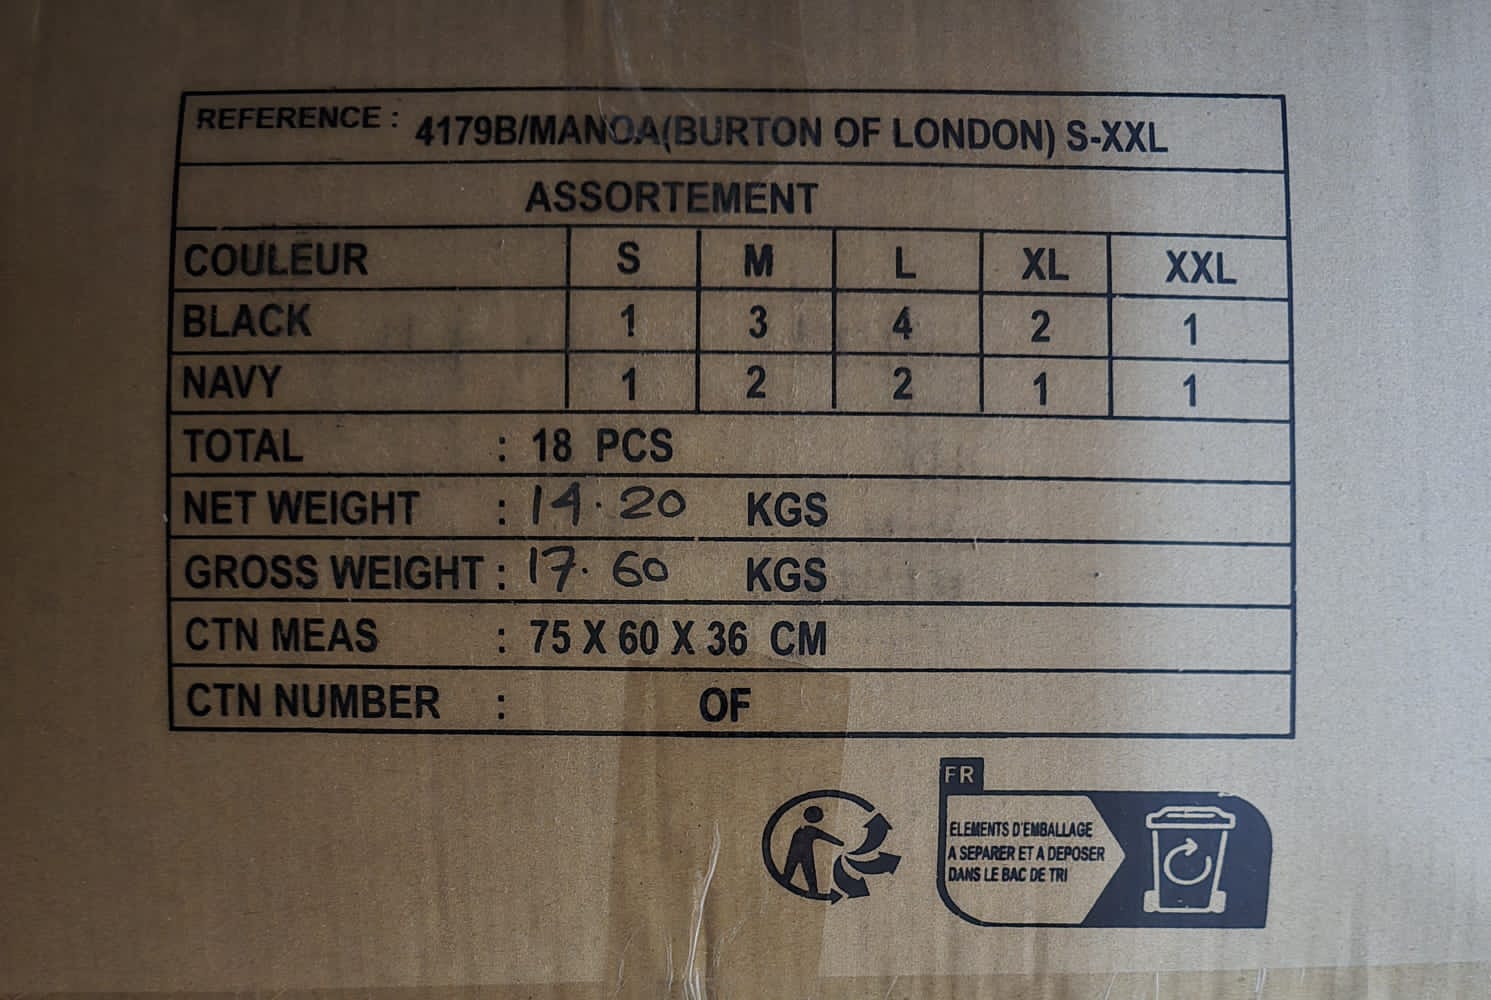 REFERENCE : 4179B/MANOA(BURTON OF LONDON) S-XXL
ASSORTEMENT
COULEUR S M L XL XXL
BLACK 1 3 4 2 1
NAVY 1 2 2 1 1
TOTAL : 18 PCS
NET WEIGHT : 14.20 KGS
GROSS WEIGHT : 17.60 KGS
CTN MEAS : 75 X 60 X 36 CM
CTN NUMBER : OF
FR
ELEMENTS D'EMBALLAGE
A SEPARER ET A DEPOSER
DANS LE BAC DE TRI